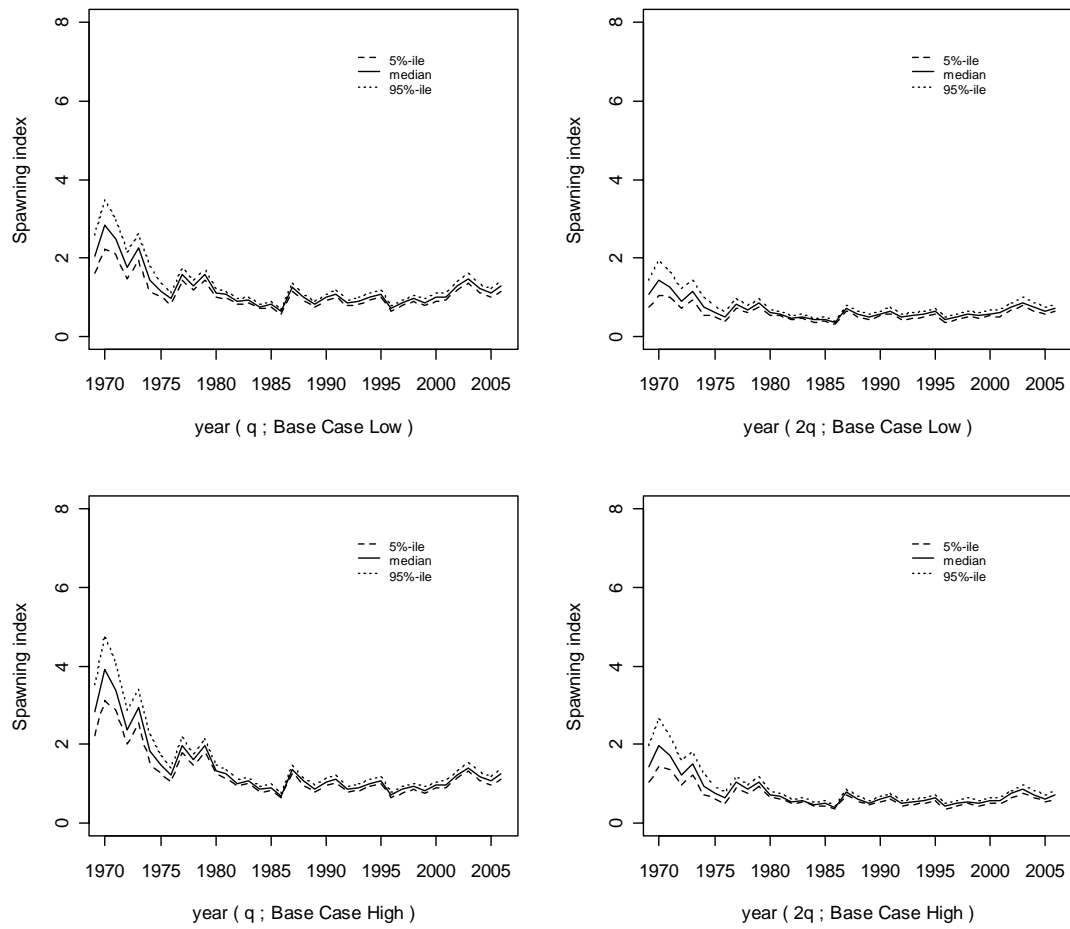 8
6
4
2
0
Spawning index
5%-ile
median
95%-ile
1970 1975 1980 1985 1990 1995 2000 2005
year ( q ; Base Case Low )
8
6
4
2
0
Spawning index
5%-ile
median
95%-ile
1970 1975 1980 1985 1990 1995 2000 2005
year ( 2q ; Base Case Low )
8
6
4
2
0
Spawning index
5%-ile
median
95%-ile
1970 1975 1980 1985 1990 1995 2000 2005
year ( q ; Base Case High )
8
6
4
2
0
Spawning index
5%-ile
median
95%-ile
1970 1975 1980 1985 1990 1995 2000 2005
year ( 2q ; Base Case High )